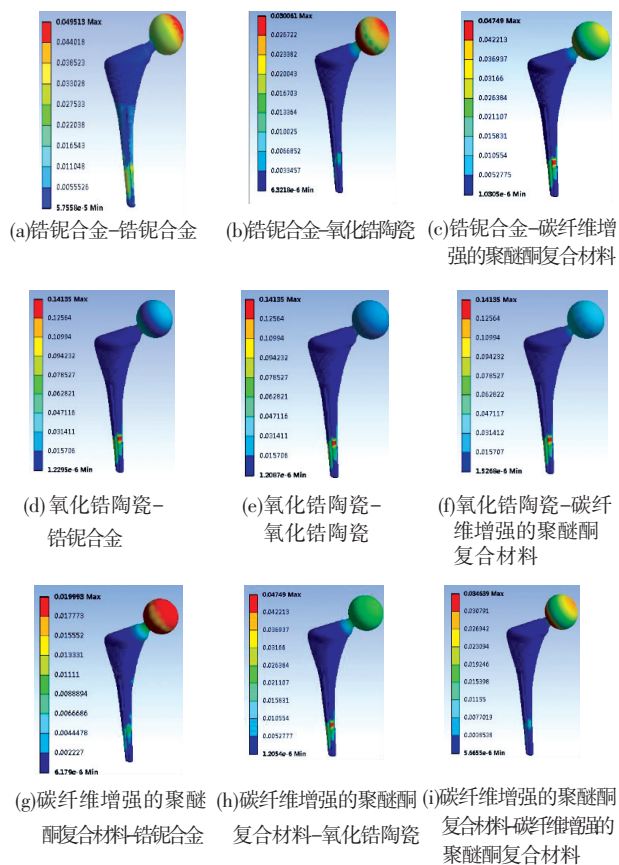 0.049513 Max
0.044018
0.038523
0.033028
0.027533
0.022038
0.016543
0.011048
0.0055526
5.7558e-5 Min
(a)锆铌合金–锆铌合金
0.030061 Max
0.026722
0.023382
0.020043
0.016703
0.013364
0.010025
0.0066852
0.0033457
6.3218e-6 Min
(b)锆铌合金–氧化锆陶瓷
0.04749 Max
0.042213
0.036937
0.03166
0.026384
0.021107
0.015831
0.010554
0.0052775
1.0305e-6 Min
(c)锆铌合金–碳纤维增
强的聚醚酮复合材料
0.14135 Max
0.12564
0.10994
0.094232
0.078527
0.062821
0.047116
0.031411
0.015706
1.2295e-6 Min
(d)氧化锆陶瓷–
锆铌合金
0.14135 Max
0.12564
0.10994
0.094232
0.078527
0.062821
0.047116
0.031411
0.015706
1.2087e-6 Min
(e)氧化锆陶瓷–
氧化锆陶瓷
0.14135 Max
0.12564
0.10994
0.094232
0.078527
0.062822
0.047117
0.031412
0.015707
1.5268e-6 Min
(f)氧化锆陶瓷–碳纤
维增强的聚醚酮
复合材料
0.019993 Max
0.017773
0.015552
0.013331
0.01111
0.0088894
0.0066686
0.0044478
0.002227
6.179e-6 Min
(g)碳纤维增强的聚醚
酮复合材料–锆铌合金
0.04749 Max
0.042213
0.036937
0.03166
0.026384
0.021107
0.015831
0.010554
0.0052777
1.2054e-6 Min
(h)碳纤维增强的聚醚酮
复合材料–氧化锆陶瓷
0.034639 Max
0.030791
0.026942
0.023094
0.019246
0.015398
0.01155
0.0077019
0.0038538
5.6655e-6 Min
(i)碳纤维增强的聚醚酮
复合材料–碳纤维增强的
聚醚酮复合材料